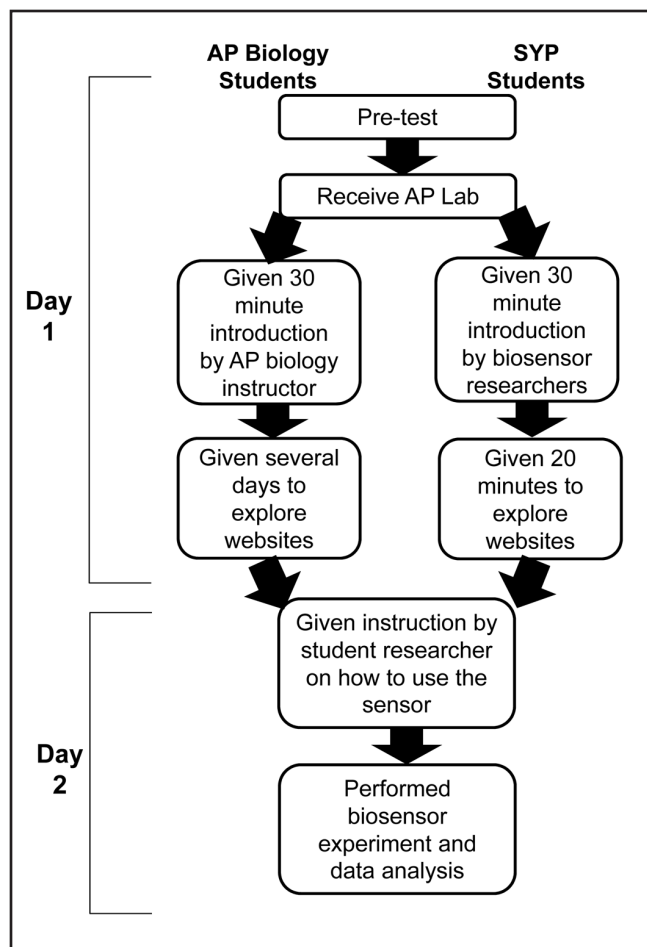 AP Biology
Students
SYP
Students
Pre-test
Receive AP Lab
Day
1
Given 30
minute
introduction
by AP biology
instructor
Given 30
minute
introduction
by biosensor
researchers
Given several
days to
explore
websites
Given 20
minutes to
explore
websites
Day
2
Given instruction by
student researcher
on how to use the
sensor
Performed
biosensor
experiment and
data analysis